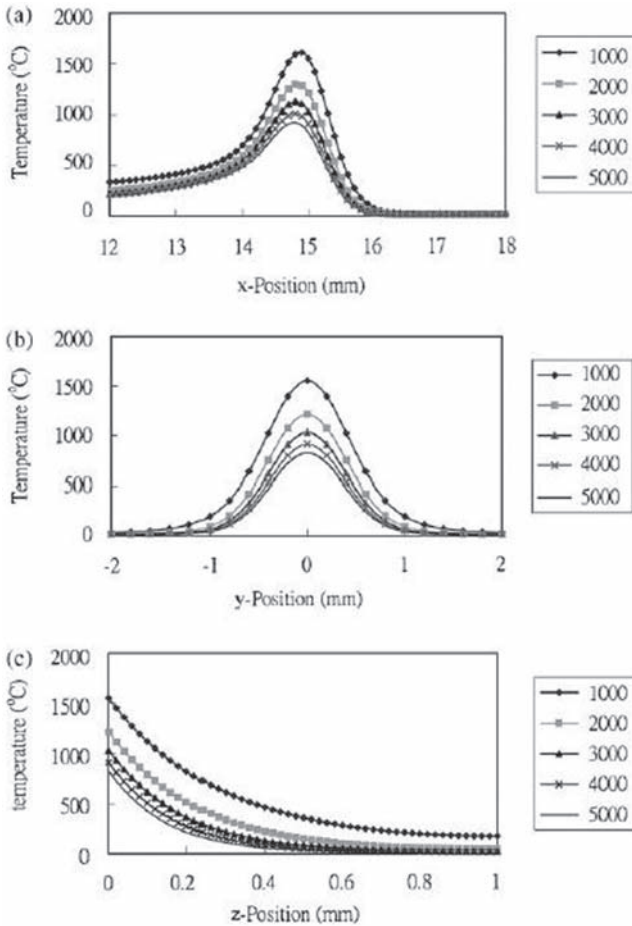 (a)
2000
1500
1000
500
0
Temperature (⁰C)
12 13 14 15 16 17 18
x-Position (mm)
1000
2000
3000
4000
5000
(b)
2000
1500
1000
500
0
Temperature (⁰C)
-2 -1 0 1 2
y-Position (mm)
1000
2000
3000
4000
5000
(c)
2000
1500
1000
500
0
temperature (⁰C)
0 0.2 0.4 0.6 0.8 1
z-Position (mm)
1000
2000
3000
4000
5000